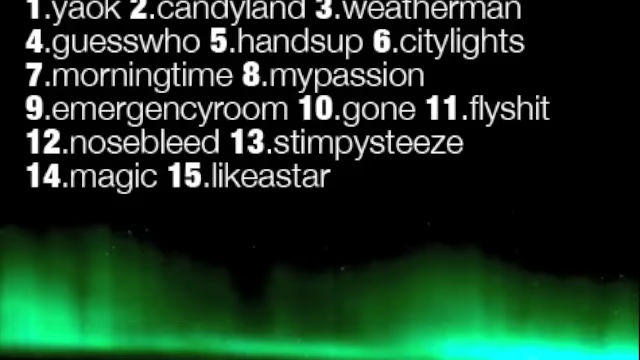 1.yaok 2.candyland 3.weatherman
4.guesswho 5.handsup 6.citylights
7.morningtime 8.mypassion
9.emergencyroom 10.gone 11.flyshit
12.nosebleed 13.stimpysteeze
14.magic 15.likeastar